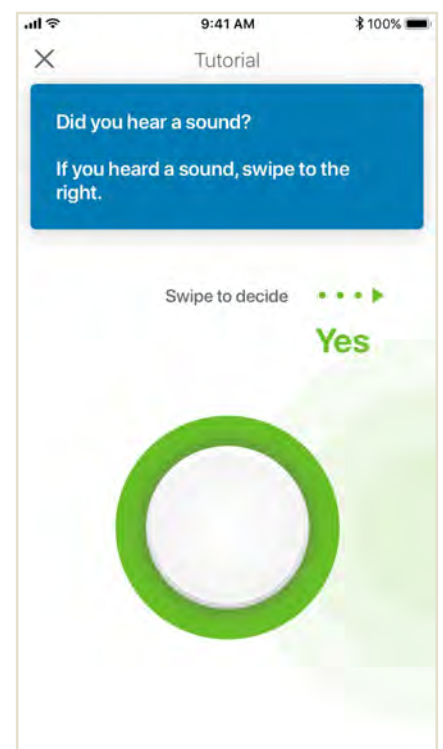 9:41 AM
100%
Tutorial
Did you hear a sound?
If you heard a sound, swipe to the
right.
Swipe to decide
Yes